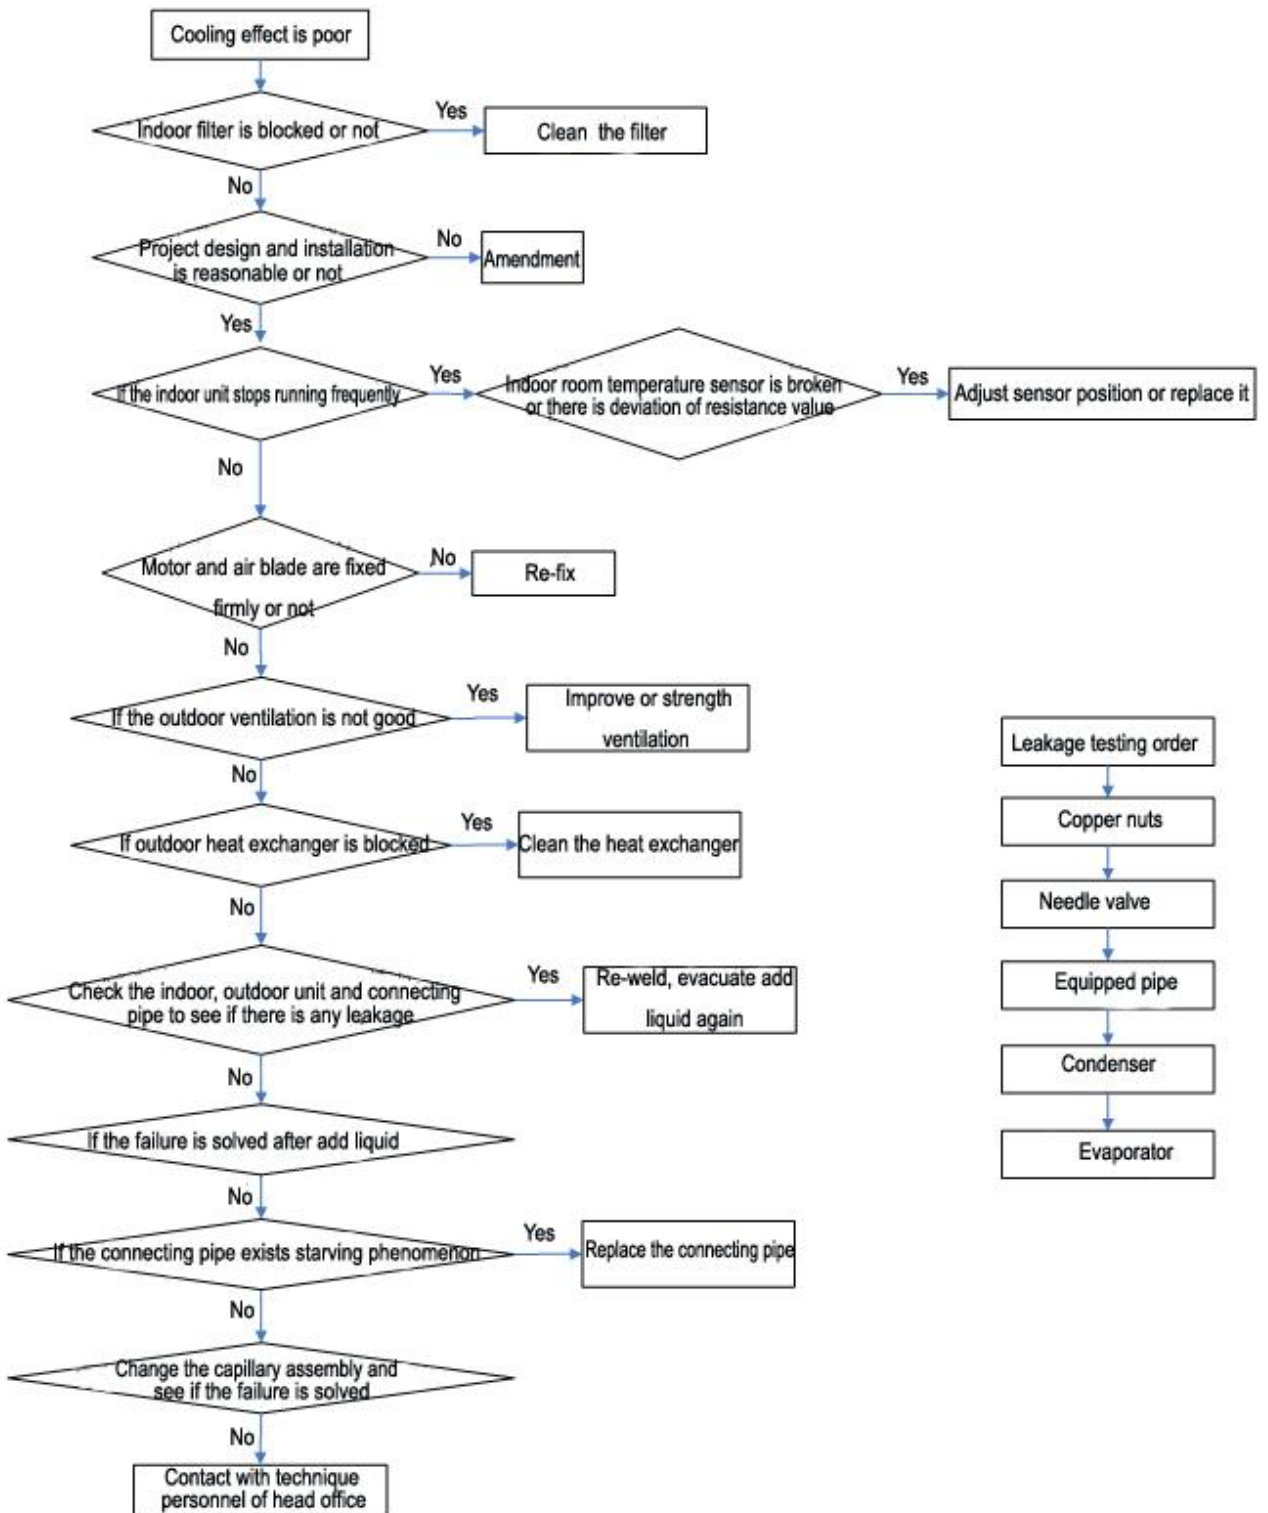 Cooling effect is poor
Yes
Indoor filter is blocked or not
Clean the filter
No
Project design and installation
is reasonable or not
No
Amendment
Yes
If the indoor unit stops running frequently
Yes
Indoor room temperature sensor is broken
or there is deviation of resistance value
Yes
Adjust sensor position or replace it
No
Motor and air blade are fixed
firmly or not
No
Re-fix
No
If the outdoor ventilation is not good
Yes
Improve or strength
ventilation
No
If outdoor heat exchanger is blocked
Yes
Clean the heat exchanger
No
Check the indoor, outdoor unit and connecting
pipe to see if there is any leakage
Yes
Re-weld, evacuate add
liquid again
No
If the failure is solved after add liquid
No
If the connecting pipe exists starving phenomenon
Yes
Replace the connecting pipe
No
Change the capillary assembly and
see if the failure is solved
No
Contact with technique
personnel of head office
Leakage testing order
Copper nuts
Needle valve
Equipped pipe
Condenser
Evaporator